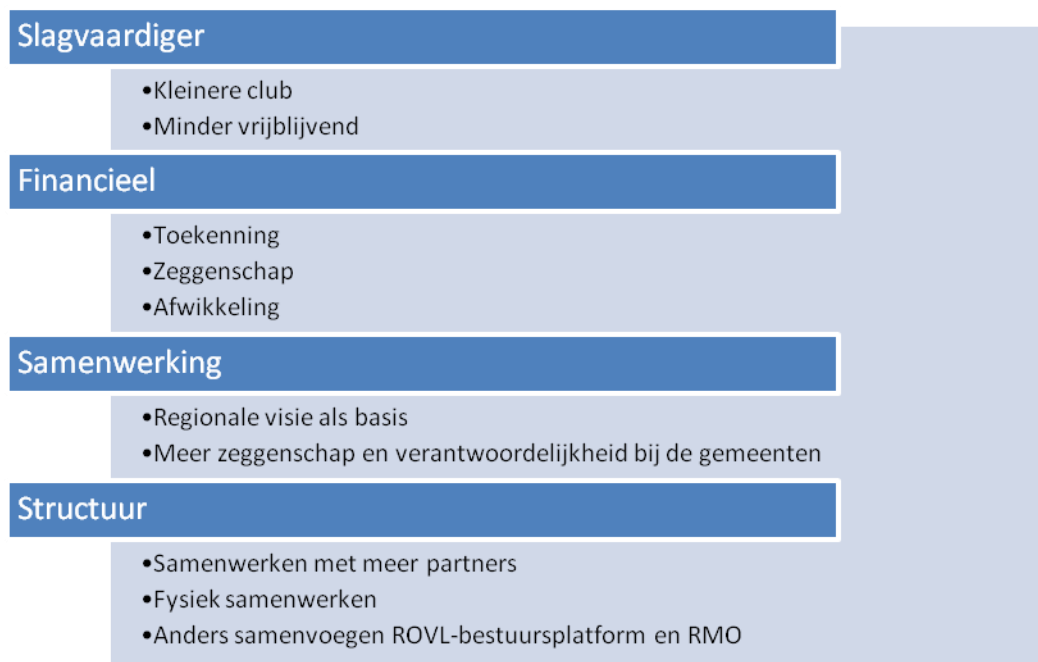 Slagvaardiger
•Kleinere club
•Minder vrijblijvend
Financieel
•Toekenning
•Zeggenschap
•Afwikkeling
Samenwerking
•Regionale visie als basis
•Meer zeggenschap en verantwoordelijkheid bij de gemeenten
Structuur
•Samenwerken met meer partners
•Fysiek samenwerken
•Anders samenvoegen ROVL-bestuursplatform en RMO